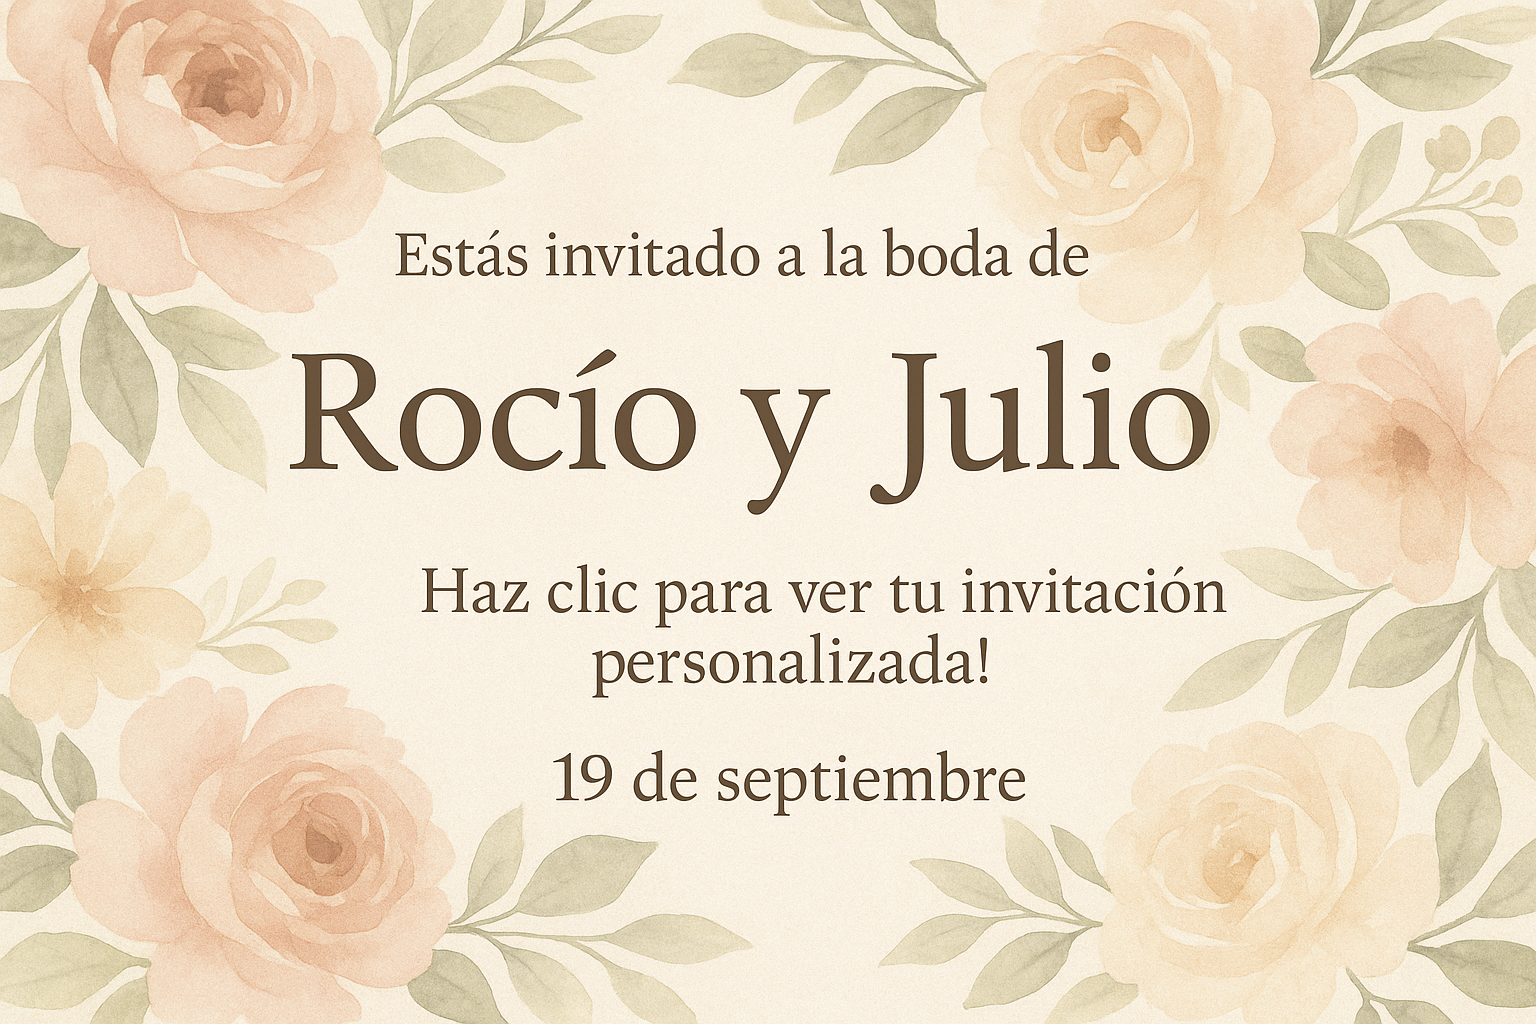 Estás invitado a la boda de
Rocío y Julio
Haz clic para ver tu invitación
personalizada!
19 de septiembre